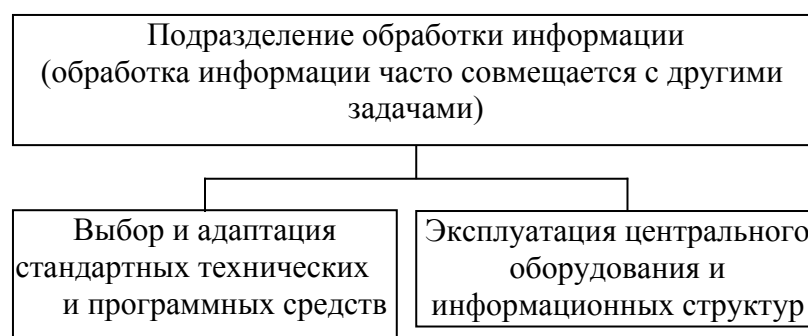 Подразделение обработки информации
(обработка информации часто совмещается с другими
задачами)
Выбор и адаптация
стандартных технических
и программных средств
Эксплуатация центрального
оборудования и
информационных структур